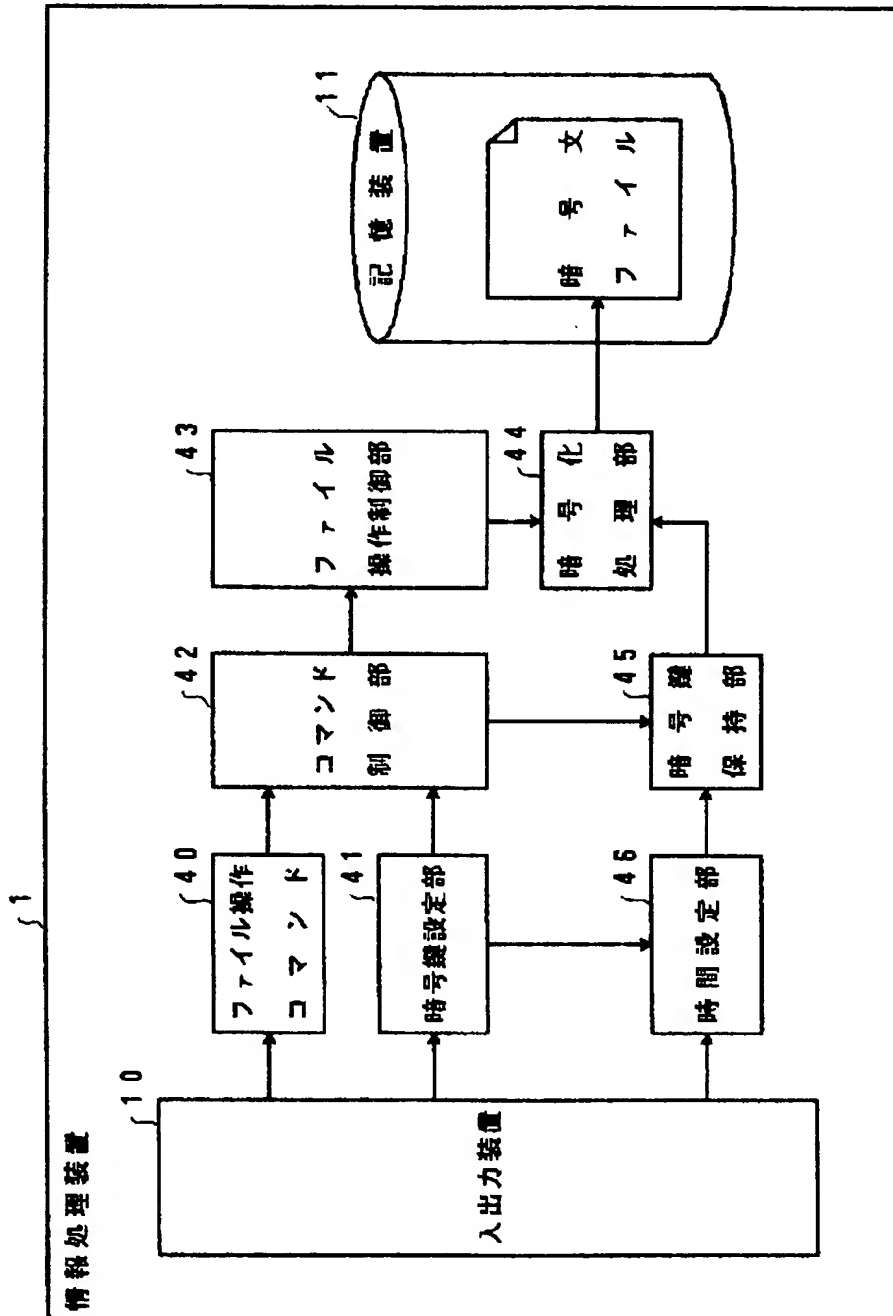 1
情報処理装置
10
入出力装置
40
ファイル操作
コマンド
41
暗号鍵設定部
46
時間設定部
42
コマンド
制御部
45
暗号鍵
保持部
43
ファイル
操作制御部
44
暗号化
処理部
11
記憶装置
暗号文
ファイル